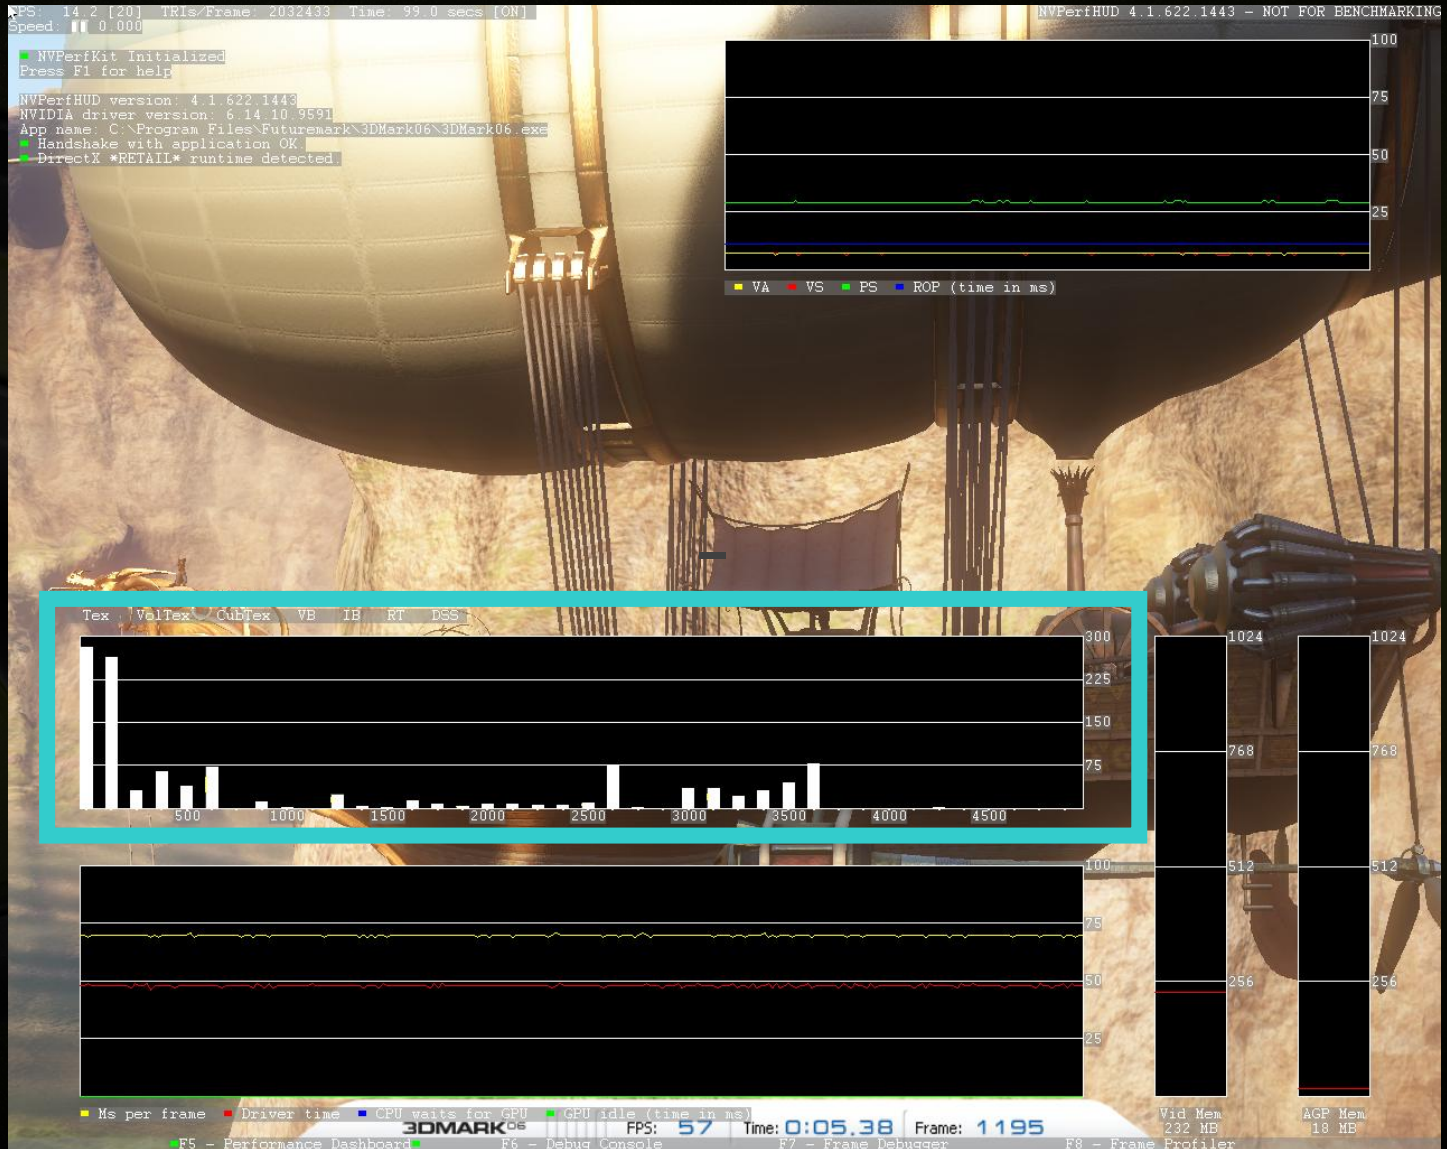 FPS: 14.2 [20] TRIs/Frame: 2032433 Time: 99.0 secs [ON]
NVPerfHUD 4.1.622.1443 - NOT FOR BENCHMARKING
Speed: 0.000
NVPerfKit Initialized
Press F1 for help
NVPerfHUD version: 4.1.622.1443
NVIDIA driver version: 6.14.10.9591
App name: C:\Program Files\Futuremark\3DMark06\3DMark06.exe
Handshake with application OK.
DirectX *RETAIL* runtime detected.
100
75
50
25
VA VS PS ROP (time in ms)
Tex VolTex CubTex VB IB RT DSS
300
225
150
75
500 1000 1500 2000 2500 3000 3500 4000 4500
1024
768
512
256
1024
768
512
256
100
75
50
25
Ms per frame Driver time CPU waits for GPU GPU idle (time in ms)
Vid Mem
232 MB
AGP Mem
18 MB
3DMARK06 FPS: 57 Time: 0:05.38 Frame: 1195
F5 - Performance Dashboard F6 - Debug Console F7 - Frame Debugger F8 - Frame Profiler